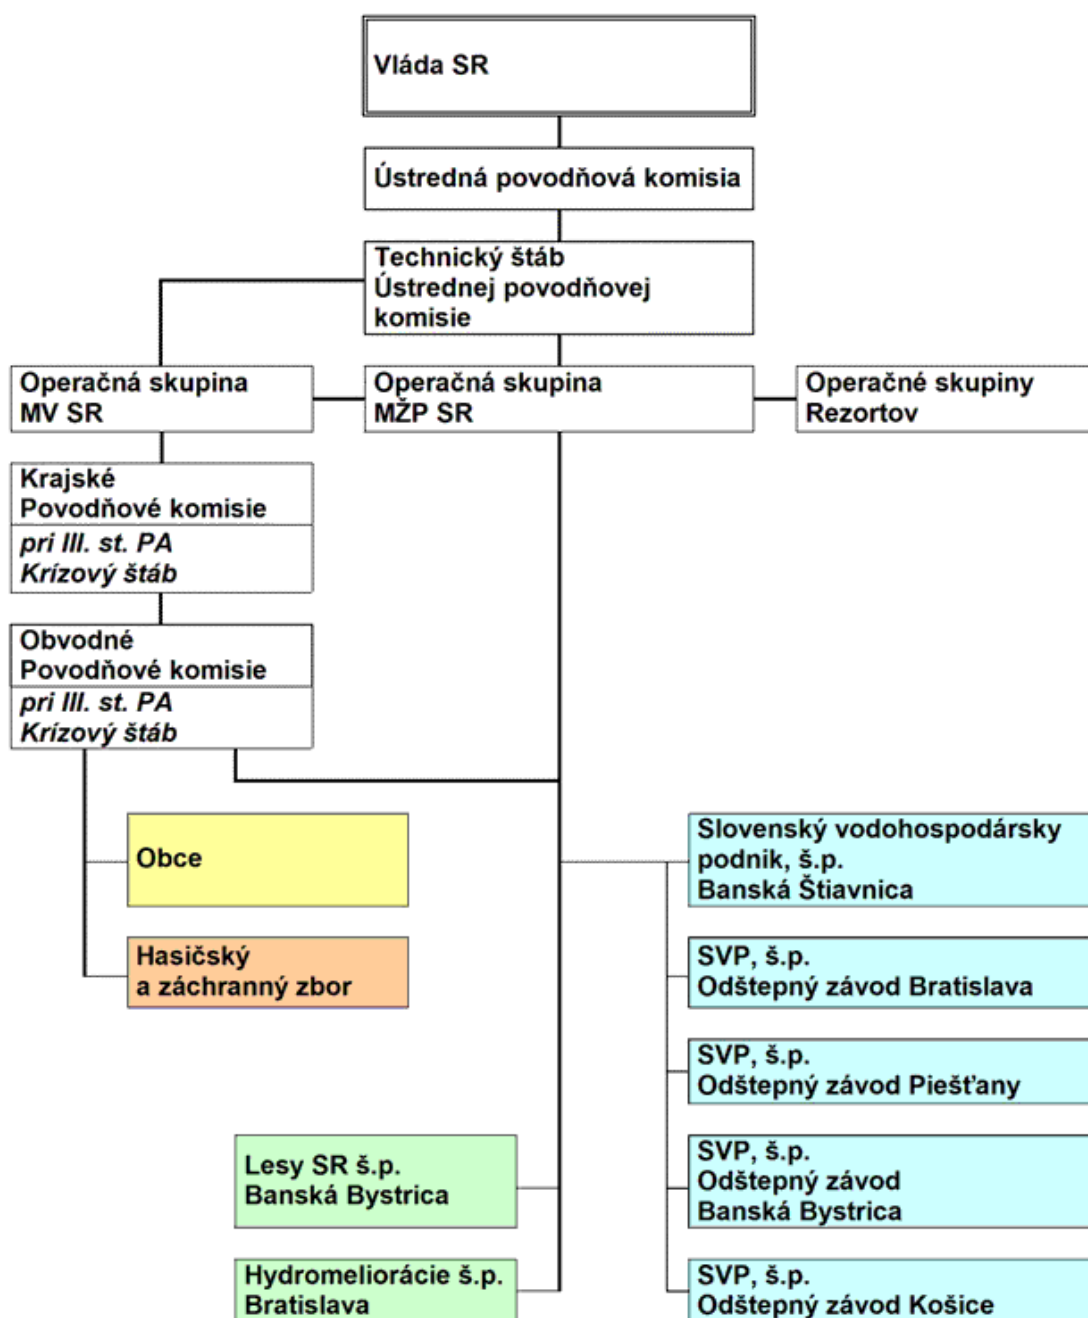 Vláda SR
Ústredná povodňová komisia
Technický štáb
Ústrednej povodňovej
komisie
Operačná skupina
MV SR
Operačná skupina
MŽP SR
Operačné skupiny
Rezortov
Krajské
Povodňové komisie
pri III. st. PA
Krízový štáb
Obvodné
Povodňové komisie
pri III. st. PA
Krízový štáb
Obce
Hasičský
a záchranný zbor
Slovenský vodohospodársky
podnik, š.p.
Banská Štiavnica
SVP, š.p.
Odštepný závod Bratislava
SVP, š.p.
Odštepný závod Piešťany
Lesy SR š.p.
Banská Bystrica
SVP, š.p.
Odštepný závod
Banská Bystrica
Hydromeliorácie š.p.
Bratislava
SVP, š.p.
Odštepný závod Košice